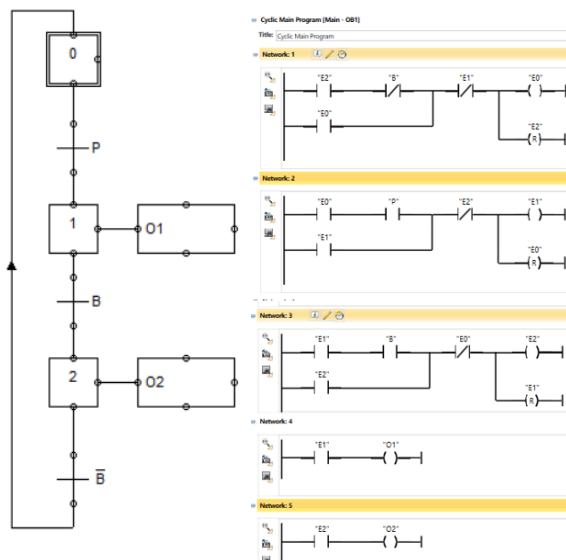 0
P
1
O1
B
2
O2
B̅
Cyclic Main Program [Main - OB1]
Title: Cyclic Main Program
Network: 1
"E2" "B" "E1" "E0"
"E0" "E2"
R
Network: 2
"E0" "P" "E2" "E1"
"E1" "E0"
R
Network: 3
"E1" "B" "E0" "E2"
"E2" "E1"
R
Network: 4
"E1" "O1"
Network: 5
"E2" "O2"